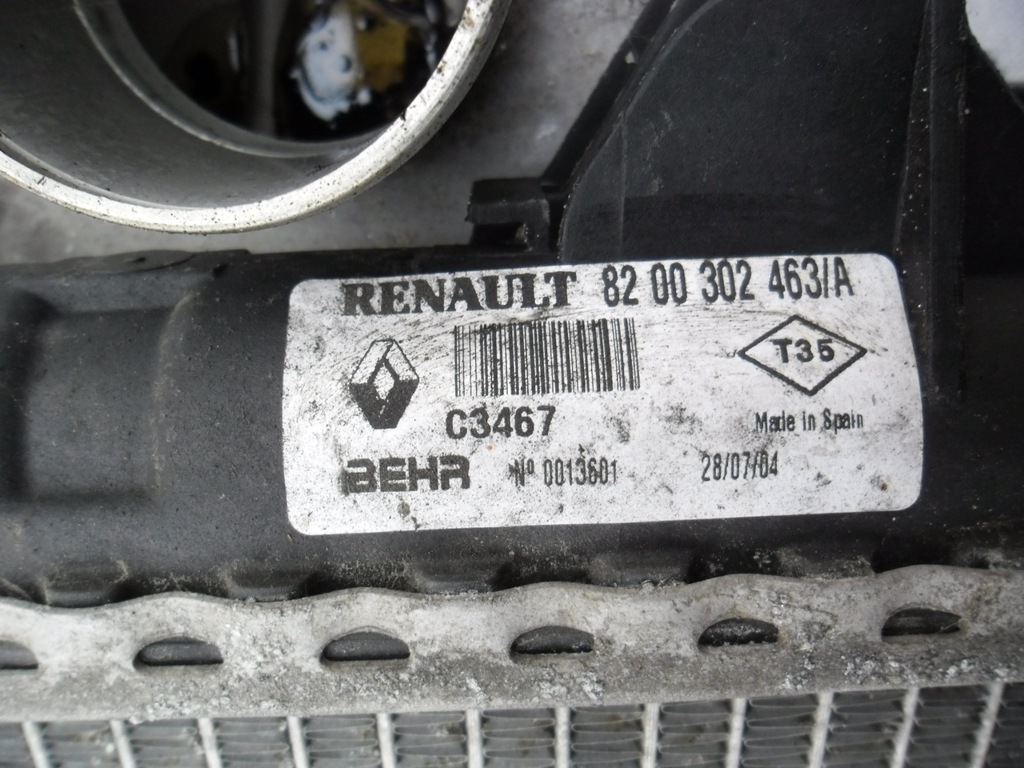 RENAULT 82 00 302 463/A
T35
C3467
Made in Spain
BEHR Nº 0013601 28/07/04